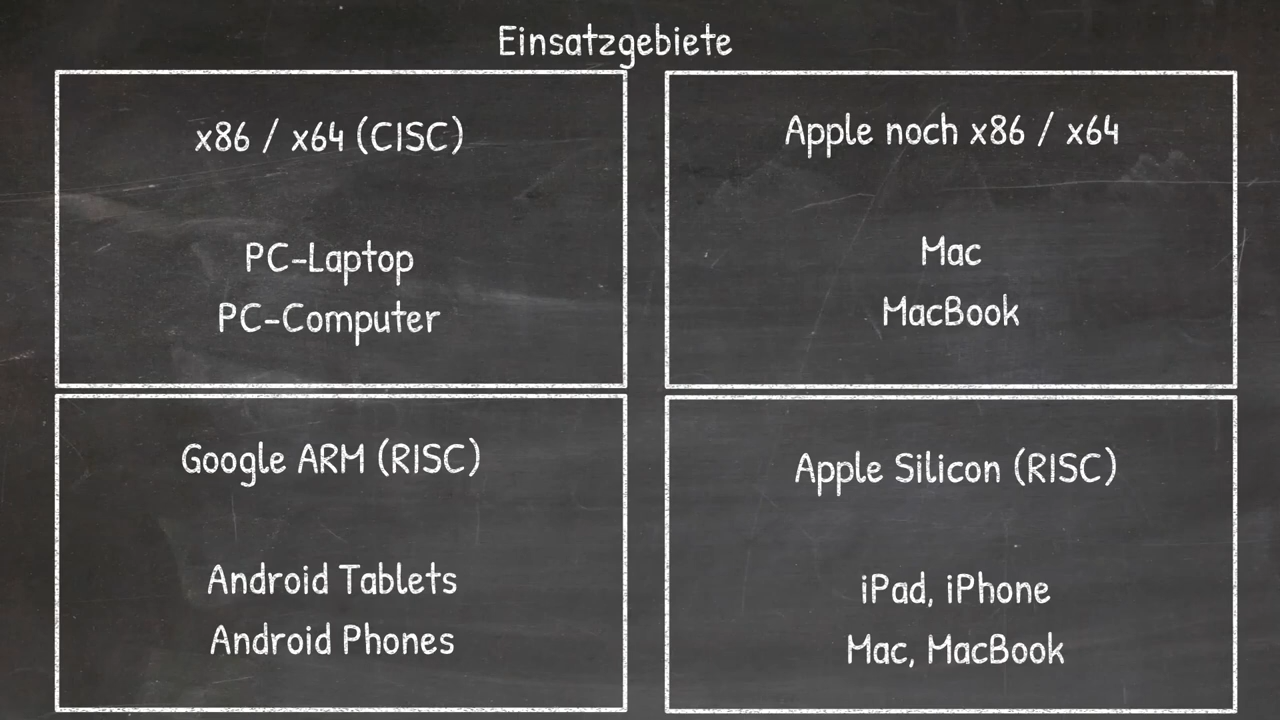 Einsatzgebiete
x86 / x64 (CISC)
PC-Laptop
PC-Computer
Apple noch x86 / x64
Mac
MacBook
Google ARM (RISC)
Android Tablets
Android Phones
Apple Silicon (RISC)
iPad, iPhone
Mac, MacBook